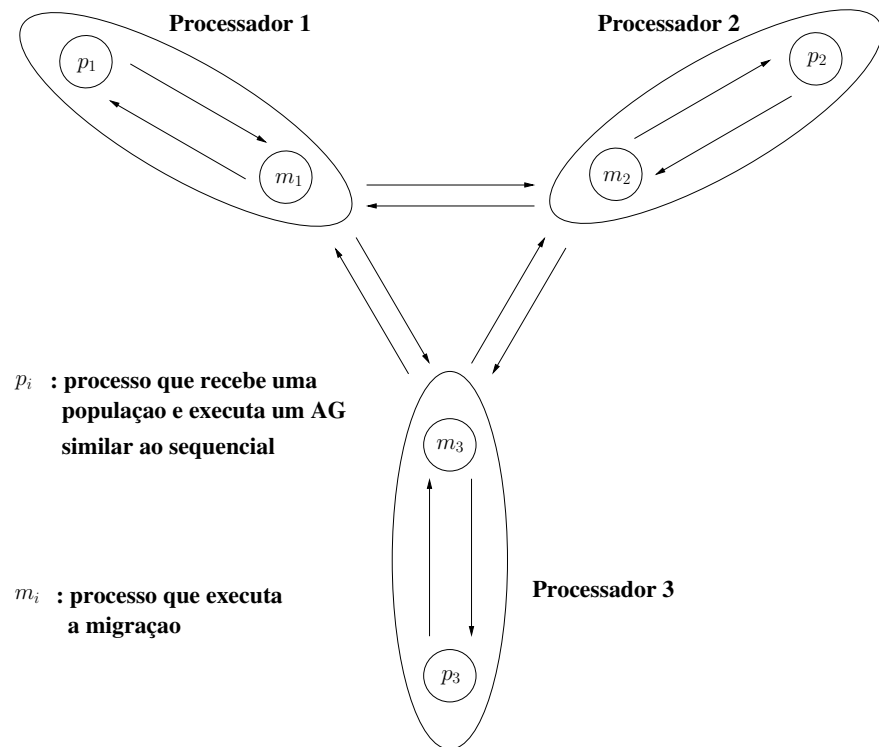 Processador 1
Processador 2
p1
p2
m1
m2
pi : processo que recebe uma
populaçao e executa um AG
similar ao sequencial
m3
mi : processo que executa
a migraçao
Processador 3
p3